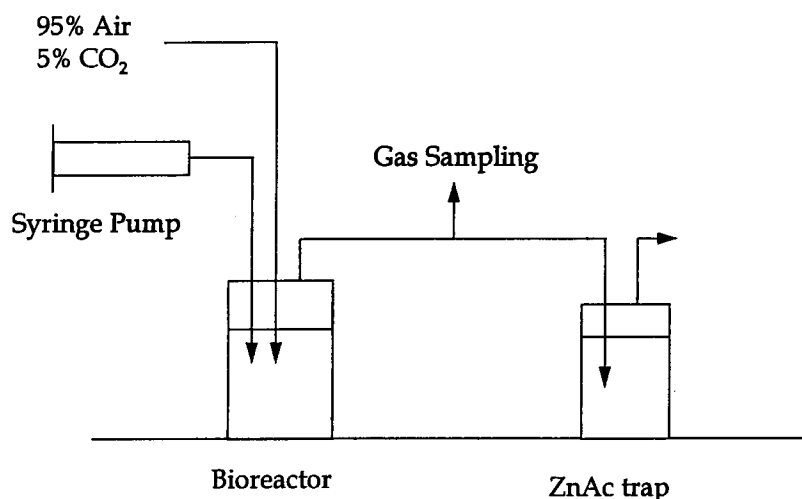 95% Air
5% CO₂
Gas Sampling
Syringe Pump
Bioreactor
ZnAc trap